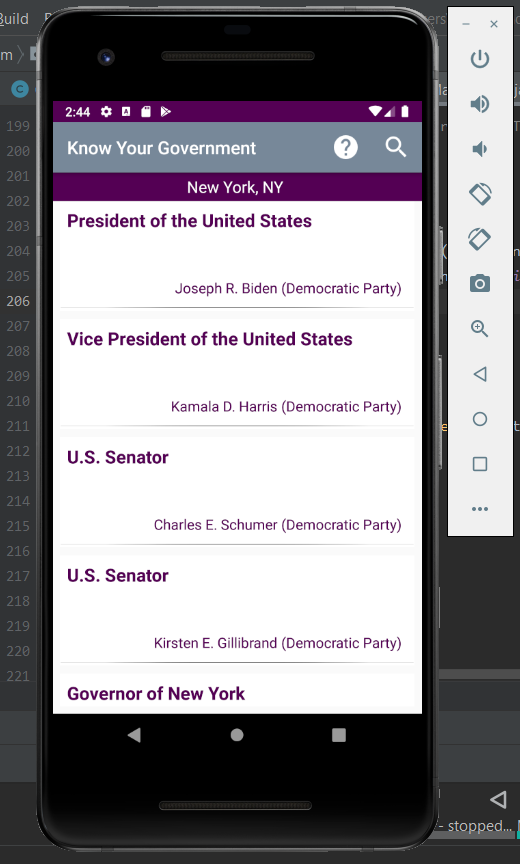 Build
2:44
Know Your Government
199
200
201
202
203
204
205
206
207
208
209
210
211
212
213
214
215
216
217
218
219
220
221
New York, NY
President of the United States
Joseph R. Biden (Democratic Party)
Vice President of the United States
Kamala D. Harris (Democratic Party)
U.S. Senator
Charles E. Schumer (Democratic Party)
U.S. Senator
Kirsten E. Gillibrand (Democratic Party)
Governor of New York
- stopped...